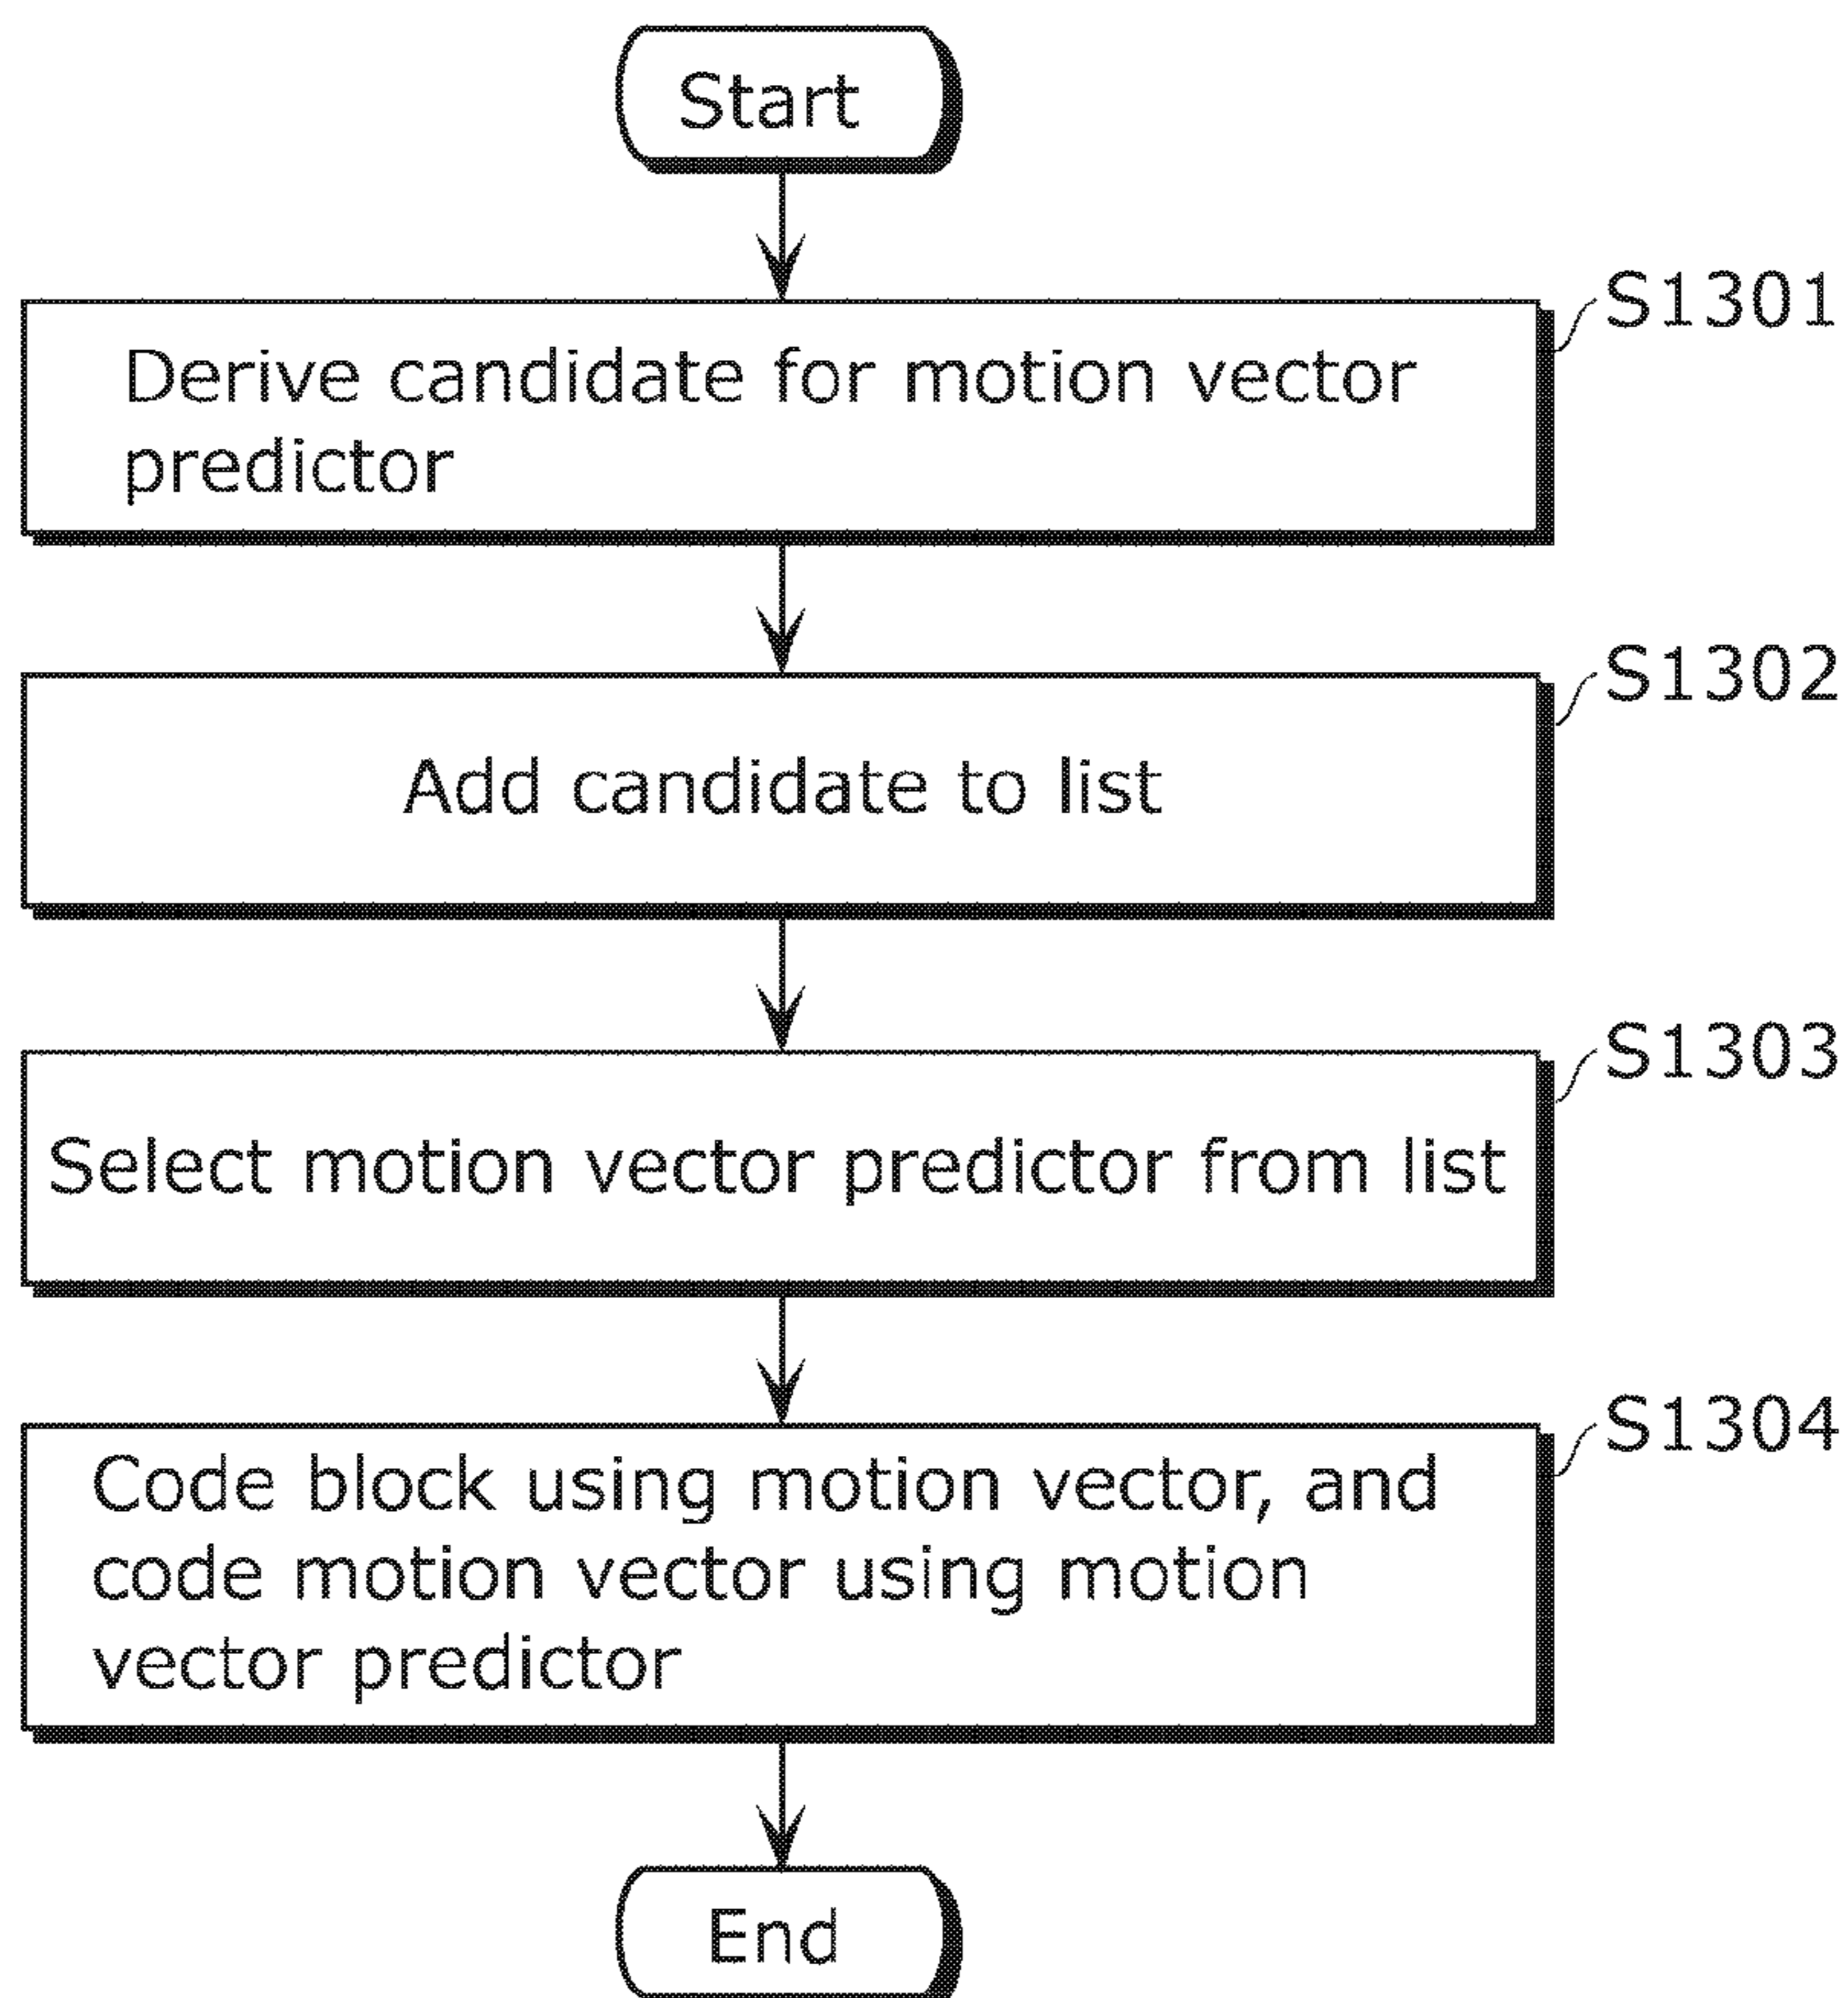 Start
S1301
Derive candidate for motion vector
predictor
S1302
Add candidate to list
S1303
Select motion vector predictor from list
S1304
Code block using motion vector, and
code motion vector using motion
vector predictor
End